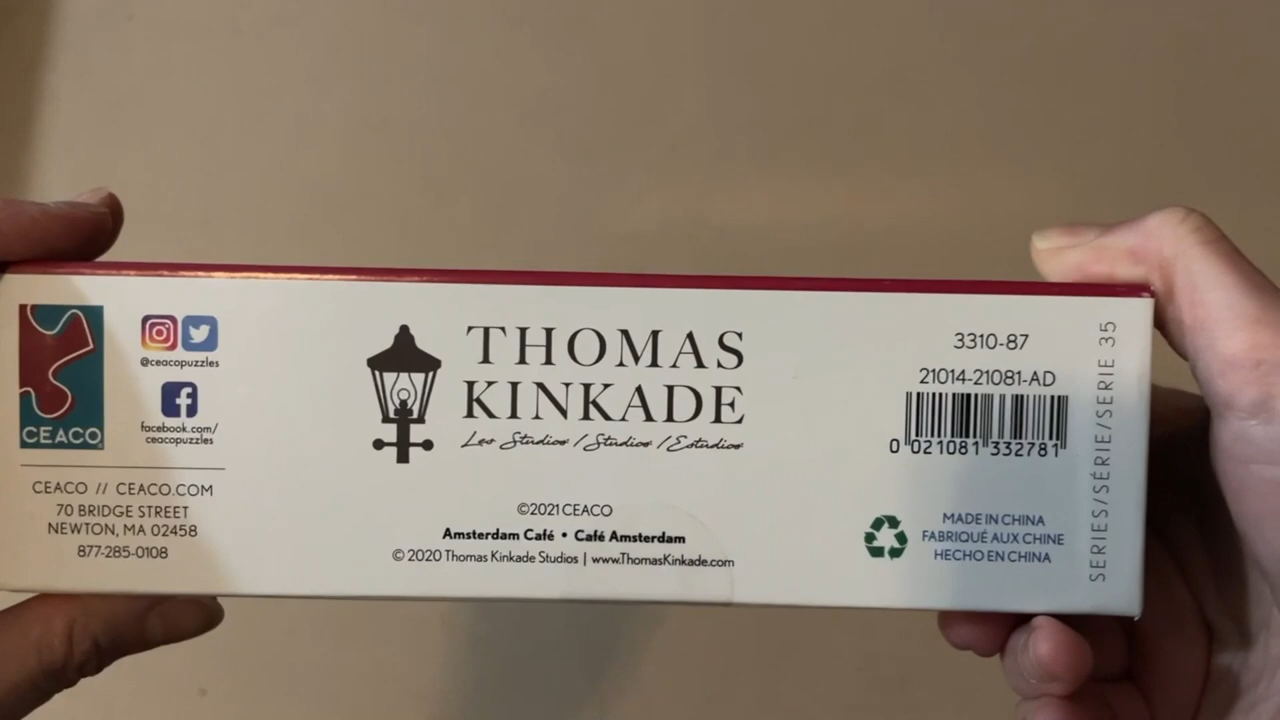 CEACO
@ceacopuzzles
facebook.com/
ceacopuzzles
CEACO // CEACO.COM
70 BRIDGE STREET
NEWTON, MA 02458
877-285-0108
THOMAS
KINKADE
Les Studios / Studios / Estudios
©2021 CEACO
Amsterdam Café • Café Amsterdam
© 2020 Thomas Kinkade Studios | www.ThomasKinkade.com
3310-87
21014-21081-AD
0 021081 332781
MADE IN CHINA
FABRIQUÉ AUX CHINE
HECHO EN CHINA
SERIES/SÉRIE/SERIE 35